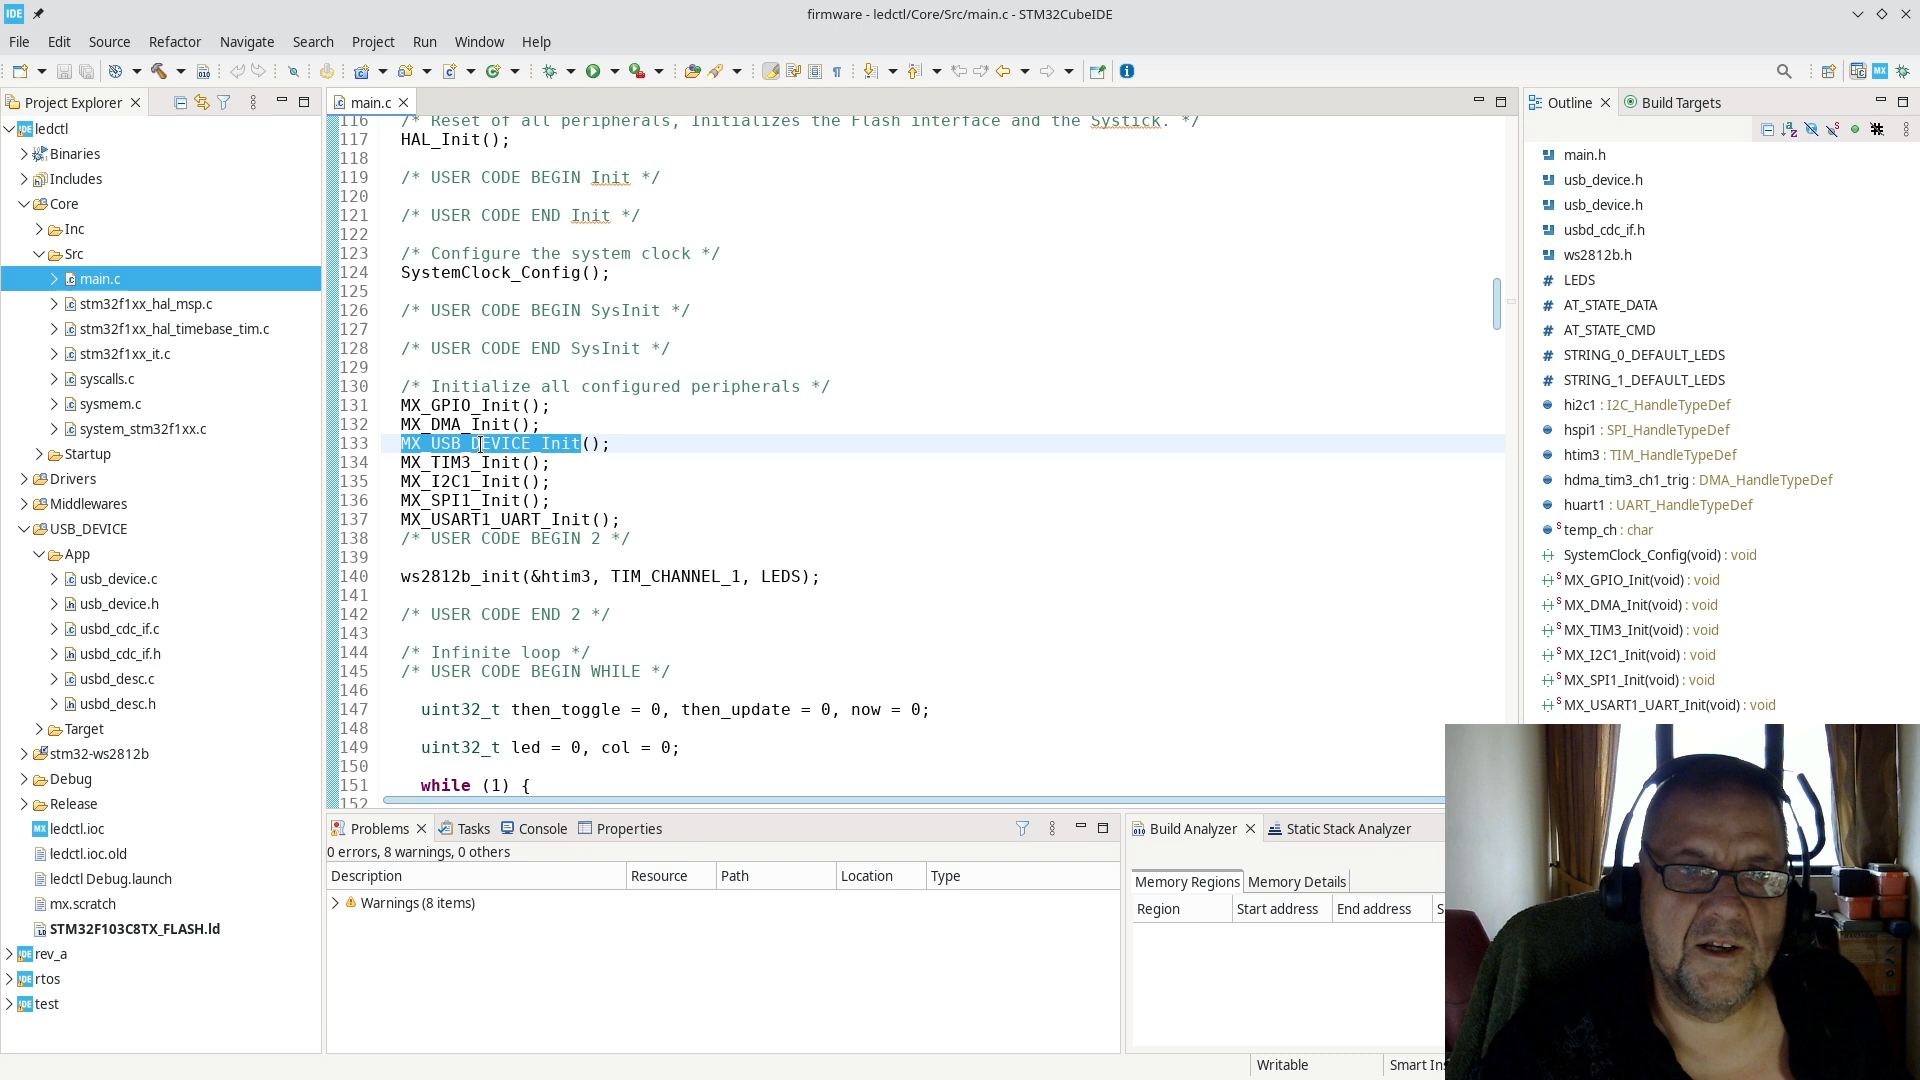 IDE
firmware - ledctl/Core/Src/main.c - STM32CubeIDE
File Edit Source Refactor Navigate Search Project Run Window Help
Project Explorer
ledctl
Binaries
Includes
Core
Inc
Src
main.c
stm32f1xx_hal_msp.c
stm32f1xx_hal_timebase_tim.c
stm32f1xx_it.c
syscalls.c
sysmem.c
system_stm32f1xx.c
Startup
Drivers
Middlewares
USB_DEVICE
App
usb_device.c
usb_device.h
usbd_cdc_if.c
usbd_cdc_if.h
usbd_desc.c
usbd_desc.h
Target
stm32-ws2812b
Debug
Release
MX ledctl.ioc
ledctl.ioc.old
ledctl Debug.launch
mx.scratch
STM32F103C8TX_FLASH.ld
rev_a
rtos
test
main.c
116 /* Reset of all peripherals, Initializes the Flash interface and the Systick. */
117 HAL_Init();
118
119 /* USER CODE BEGIN Init */
120
121 /* USER CODE END Init */
122
123 /* Configure the system clock */
124 SystemClock_Config();
125
126 /* USER CODE BEGIN SysInit */
127
128 /* USER CODE END SysInit */
129
130 /* Initialize all configured peripherals */
131 MX_GPIO_Init();
132 MX_DMA_Init();
133 MX_USB_DEVICE_Init();
134 MX_TIM3_Init();
135 MX_I2C1_Init();
136 MX_SPI1_Init();
137 MX_USART1_UART_Init();
138 /* USER CODE BEGIN 2 */
139
140 ws2812b_init(&htim3, TIM_CHANNEL_1, LEDS);
141
142 /* USER CODE END 2 */
143
144 /* Infinite loop */
145 /* USER CODE BEGIN WHILE */
146
147 uint32_t then_toggle = 0, then_update = 0, now = 0;
148
149 uint32_t led = 0, col = 0;
150
151 while (1) {
152
Outline Build Targets
main.h
usb_device.h
usb_device.h
usbd_cdc_if.h
ws2812b.h
# LEDS
# AT_STATE_DATA
# AT_STATE_CMD
# STRING_0_DEFAULT_LEDS
# STRING_1_DEFAULT_LEDS
hi2c1 : I2C_HandleTypeDef
hspi1 : SPI_HandleTypeDef
htim3 : TIM_HandleTypeDef
hdma_tim3_ch1_trig : DMA_HandleTypeDef
huart1 : UART_HandleTypeDef
S temp_ch : char
SystemClock_Config(void) : void
S MX_GPIO_Init(void) : void
S MX_DMA_Init(void) : void
S MX_TIM3_Init(void) : void
S MX_I2C1_Init(void) : void
S MX_SPI1_Init(void) : void
S MX_USART1_UART_Init(void) : void
Problems Tasks Console Properties
0 errors, 8 warnings, 0 others
Description Resource Path Location Type
Warnings (8 items)
Build Analyzer Static Stack Analyzer
Memory Regions Memory Details
Region Start address End address S
Writable Smart Ins